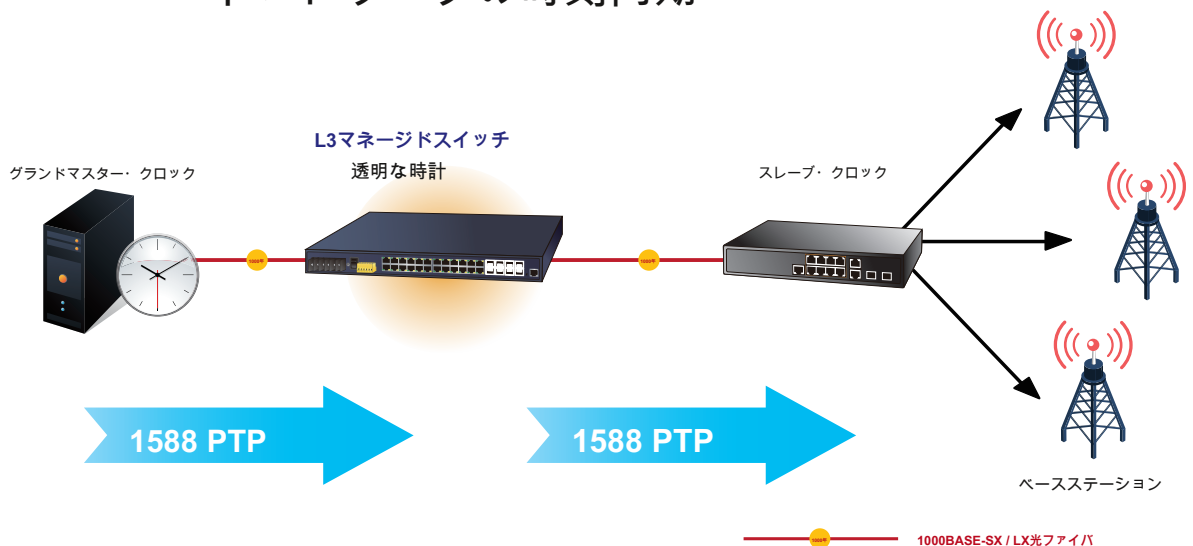 L3マネージドスイッチ
透明な時計
グランドマスター・クロック
スレーブ・クロック
1588 PTP
1588 PTP
ベースステーション
1000BASE-SX / LX光ファイバ